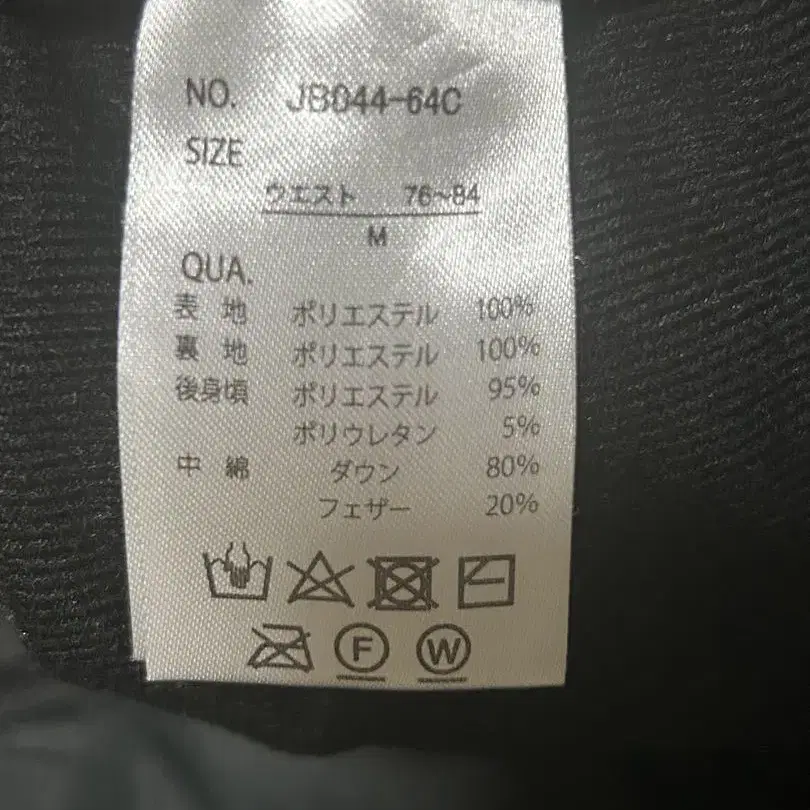 NO. JB044-64C
SIZE
ウエスト 76~84
M
QUA.
表地 ポリエステル 100%
裏地 ポリエステル 100%
後身頃 ポリエステル 95%
ポリウレタン 5%
中綿 ダウン 80%
フェザー 20%
F W